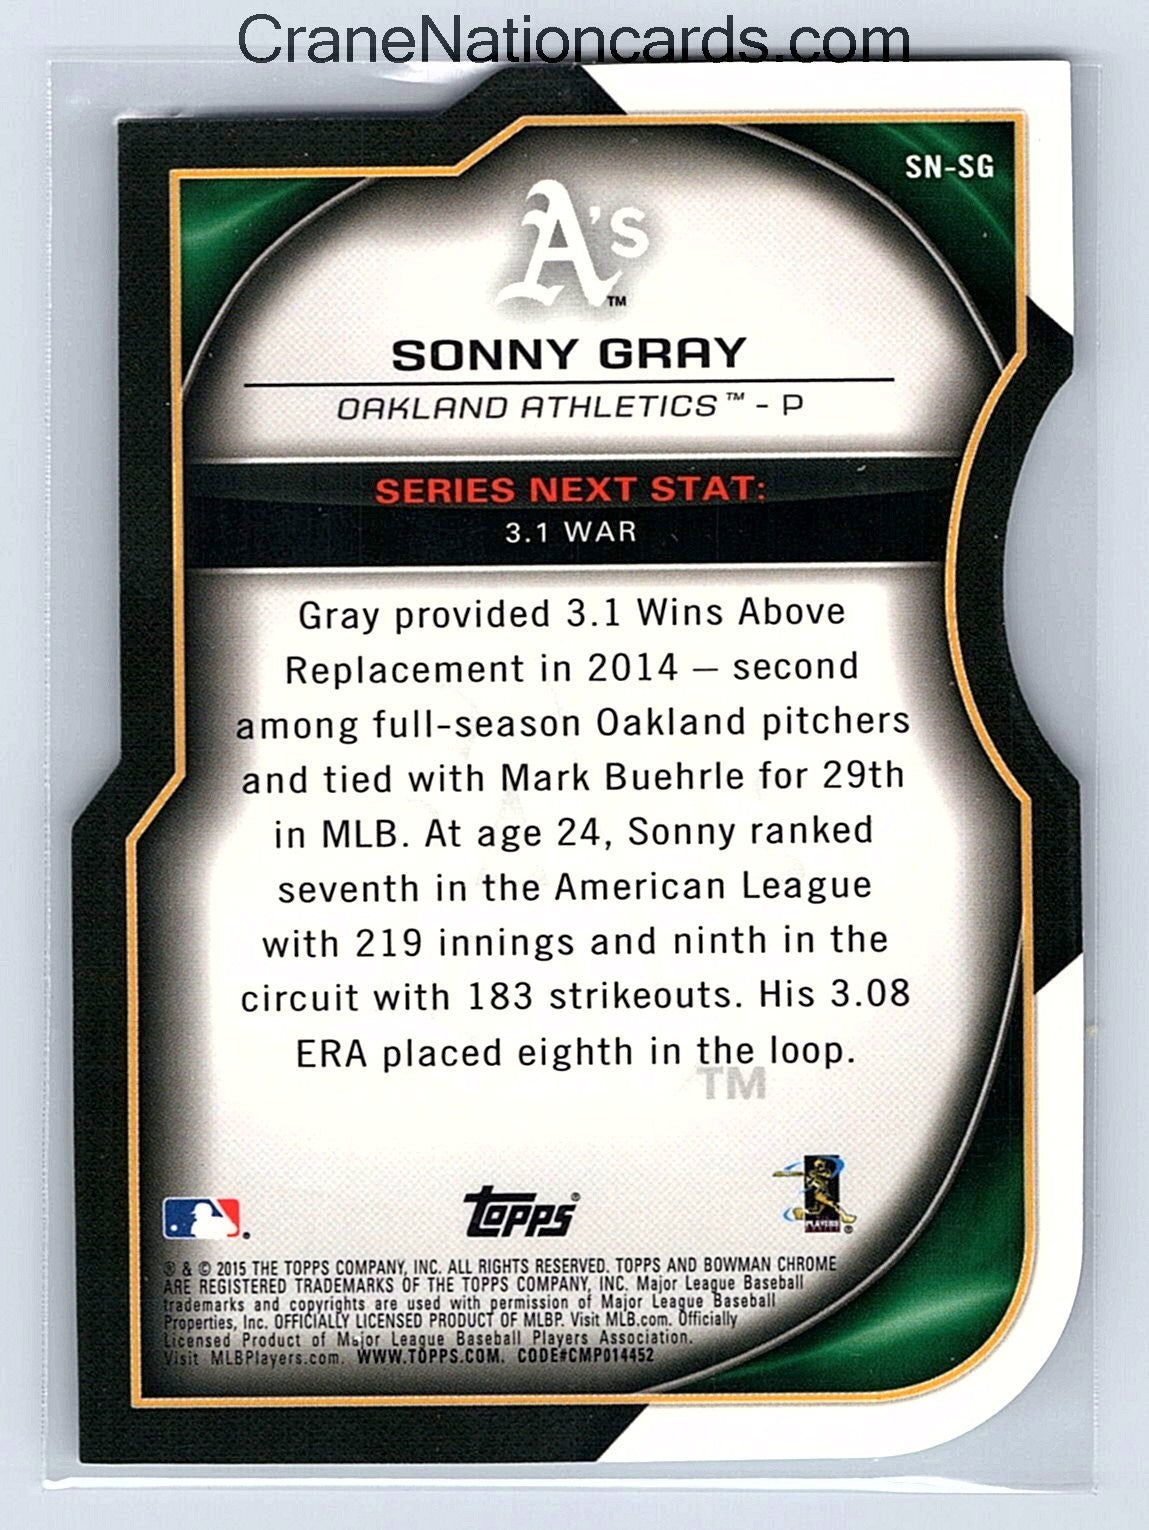 CraneNationcards.com
SN-SG
A's
TM
SONNY GRAY
OAKLAND ATHLETICS™ - P
SERIES NEXT STAT:
3.1 WAR
Gray provided 3.1 Wins Above
Replacement in 2014 — second
among full-season Oakland pitchers
and tied with Mark Buehrle for 29th
in MLB. At age 24, Sonny ranked
seventh in the American League
with 219 innings and ninth in the
circuit with 183 strikeouts. His 3.08
ERA placed eighth in the loop.
TM
Topps®
PLAYERS
® & © 2015 THE TOPPS COMPANY, INC. ALL RIGHTS RESERVED. TOPPS AND BOWMAN CHROME
ARE REGISTERED TRADEMARKS OF THE TOPPS COMPANY, INC. Major League Baseball
trademarks and copyrights are used with permission of Major League Baseball
Properties, Inc. OFFICIALLY LICENSED PRODUCT OF MLBP. Visit MLB.com. Officially
Licensed Product of Major League Baseball Players Association.
Visit MLBPlayers.com. WWW.TOPPS.COM. CODE#CMP014452